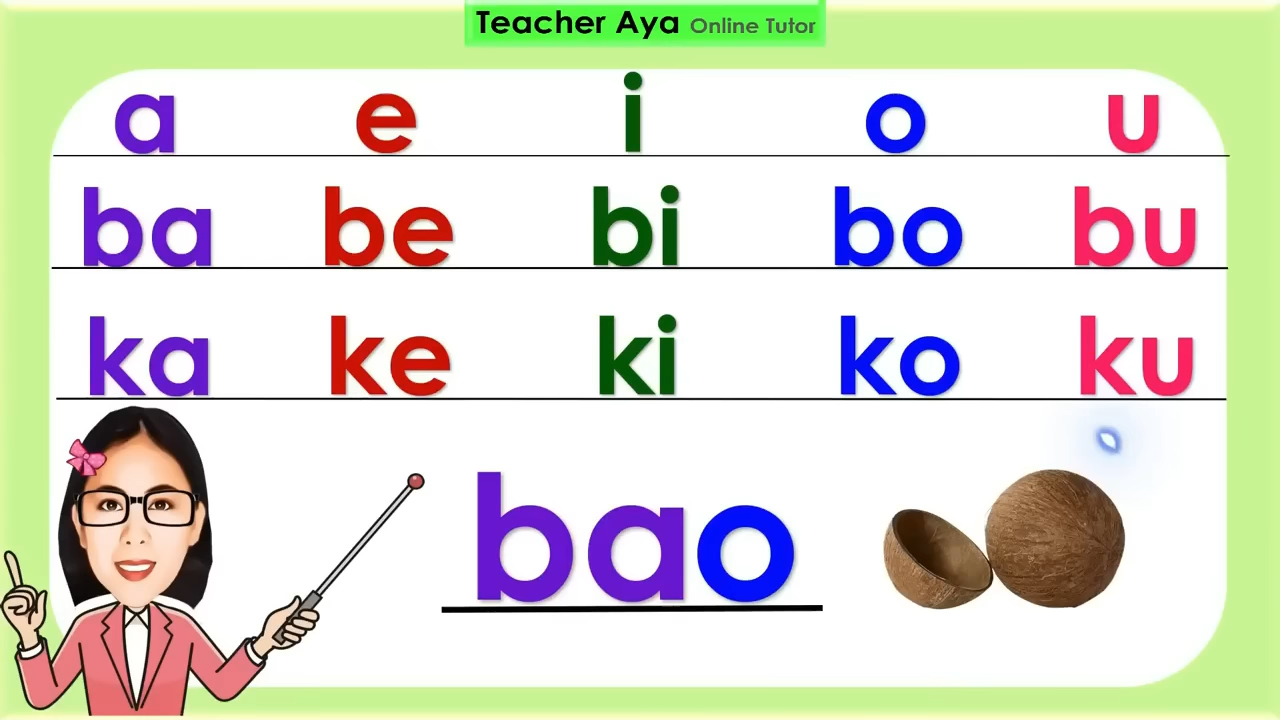 Teacher Aya Online Tutor
a e i o u
ba be bi bo bu
ka ke ki ko ku
bao